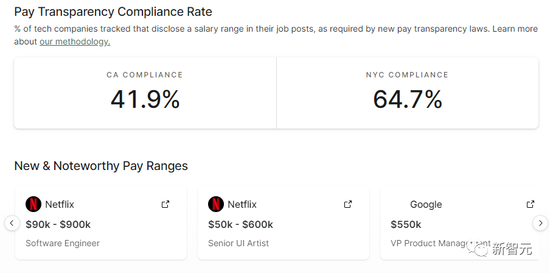 Pay Transparency Compliance Rate
% of tech companies tracked that disclose a salary range in their job posts, as required by new pay transparency laws. Learn more
about our methodology.
CA COMPLIANCE
41.9%
NYC COMPLIANCE
64.7%
New & Noteworthy Pay Ranges
Netflix
$90k - $900k
Software Engineer
Netflix
$50k - $600k
Senior UI Artist
Google
$550k
VP Product Management
新智元